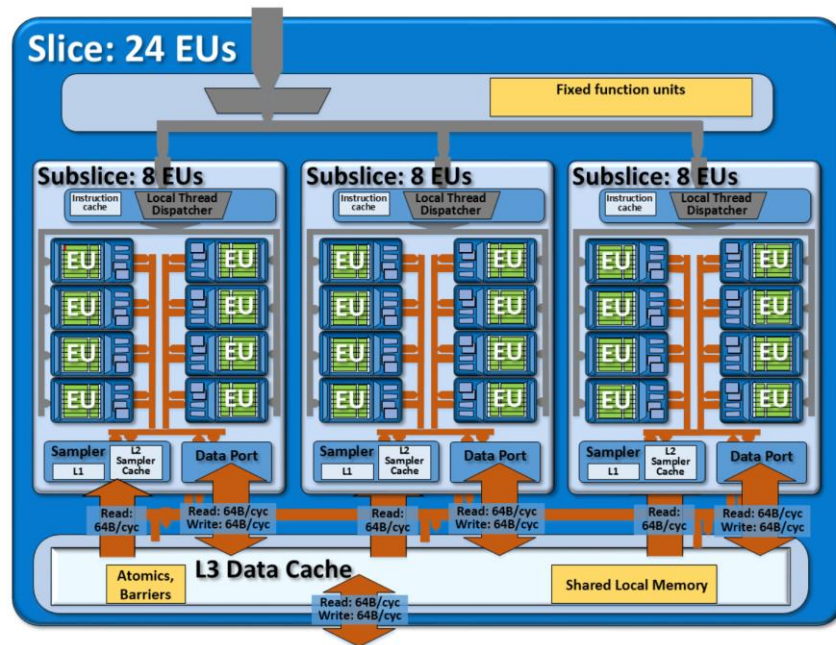 Slice: 24 EUs
Fixed function units
Subslice: 8 EUs
Instruction
cache
Local Thread
Dispatcher
EU
EU
EU
EU
EU
EU
EU
EU
Sampler
L1
L2
Sampler
Cache
Data Port
Subslice: 8 EUs
Instruction
cache
Local Thread
Dispatcher
EU
EU
EU
EU
EU
EU
EU
EU
Sampler
L1
L2
Sampler
Cache
Data Port
Subslice: 8 EUs
Instruction
cache
Local Thread
Dispatcher
EU
EU
EU
EU
EU
EU
EU
EU
Sampler
L1
L2
Sampler
Cache
Data Port
Read:
64B/cyc
Read: 64B/cyc
Write: 64B/cyc
Read:
64B/cyc
Read: 64B/cyc
Write: 64B/cyc
Read:
64B/cyc
Read: 64B/cyc
Write: 64B/cyc
L3 Data Cache
Atomics,
Barriers
Shared Local Memory
Read: 64B/cyc
Write: 64B/cyc